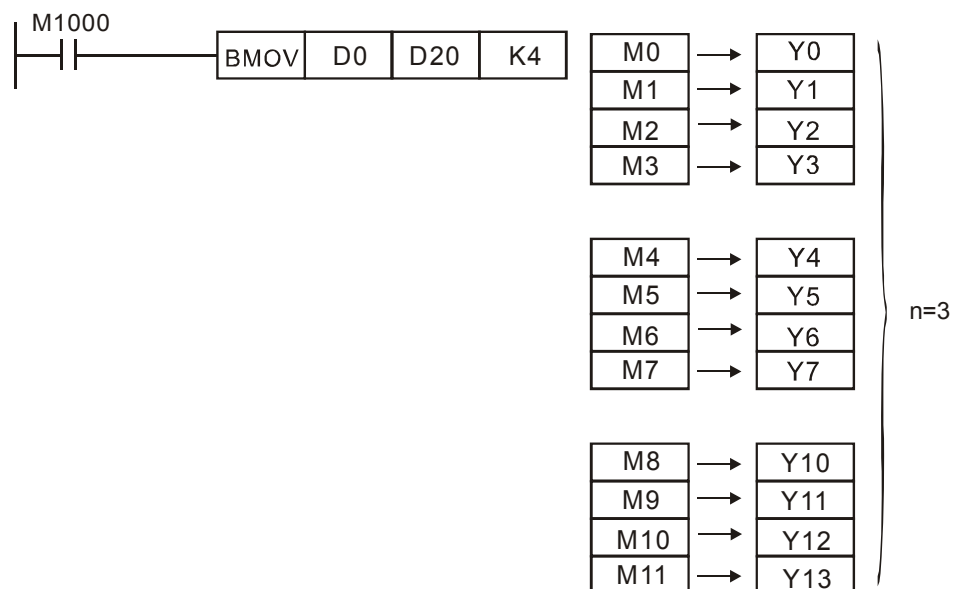 M1000
BMOV D0 D20 K4
M0 Y0
M1 Y1
M2 Y2
M3 Y3
M4 Y4
M5 Y5
M6 Y6
M7 Y7
n=3
M8 Y10
M9 Y11
M10 Y12
M11 Y13